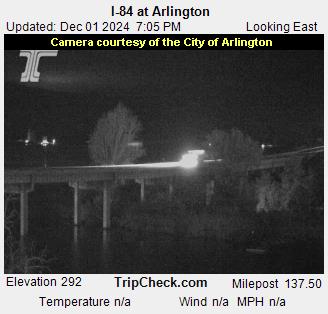 I-84 at Arlington
Updated: Dec 01 2024 7:05 PM Looking East
Camera courtesy of the City of Arlington
Elevation 292 TripCheck.com Milepost 137.50
Temperature n/a Wind n/a MPH n/a